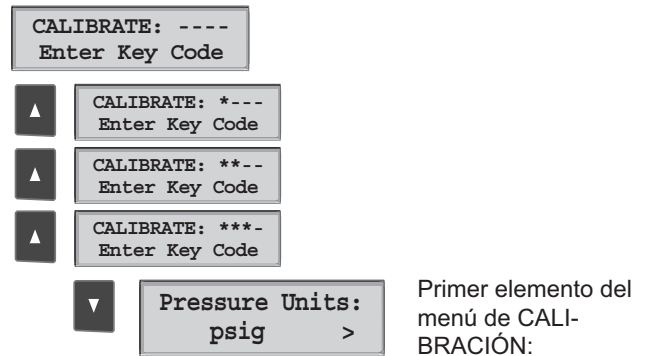 CALIBRATE: ----
Enter Key Code
CALIBRATE: *---
Enter Key Code
CALIBRATE: **--
Enter Key Code
CALIBRATE: ***-
Enter Key Code
Pressure Units:
psig >
Primer elemento del
menú de CALI-
BRACIÓN: